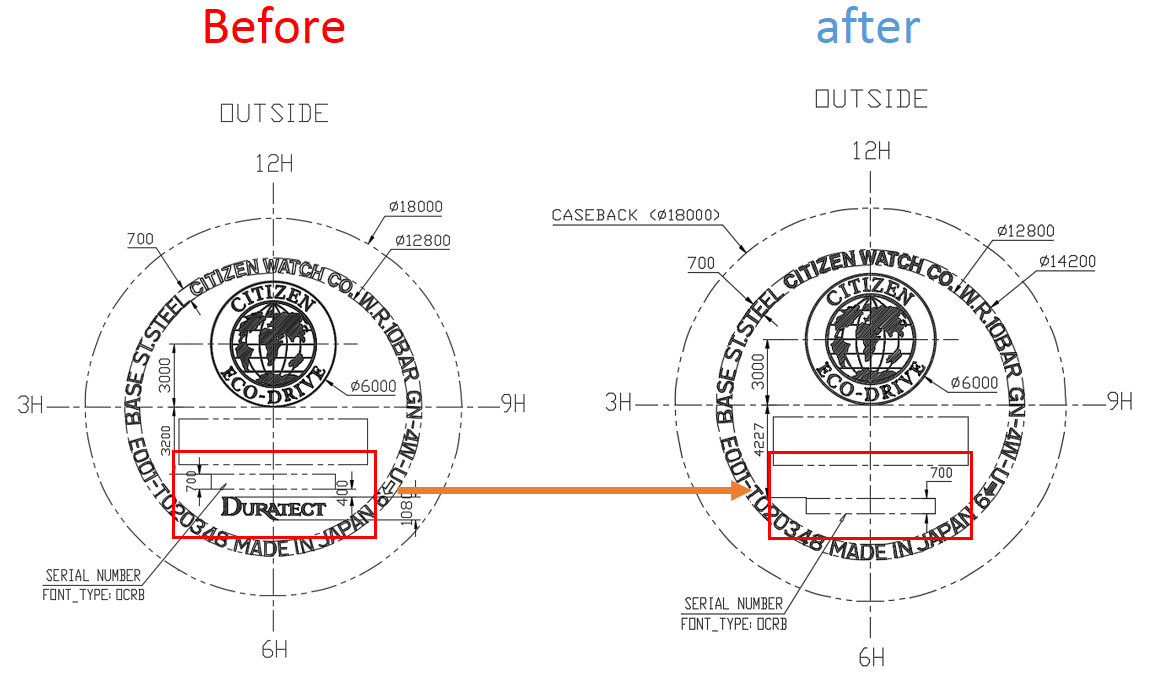 Before
OUTSIDE
12H
ø18000
700
ø12800
BASE ST.STEEL CITIZEN WATCH CO., W.R.10BAR GN-4W-U
CITIZEN
ECO-DRIVE
3000
ø6000
3H
9H
3200
700
400
1081
DURATECT
E001-T020348 MADE IN JAPAN
SERIAL NUMBER
FONT_TYPE: OCRB
6H
after
OUTSIDE
12H
CASEBACK (ø18000)
ø12800
700
ø14200
BASE ST.STEEL CITIZEN WATCH CO., W.R.10BAR GN-4W-U
CITIZEN
ECO-DRIVE
3000
ø6000
3H
9H
4227
700
E001-T020348 MADE IN JAPAN
SERIAL NUMBER
FONT_TYPE: OCRB
6H